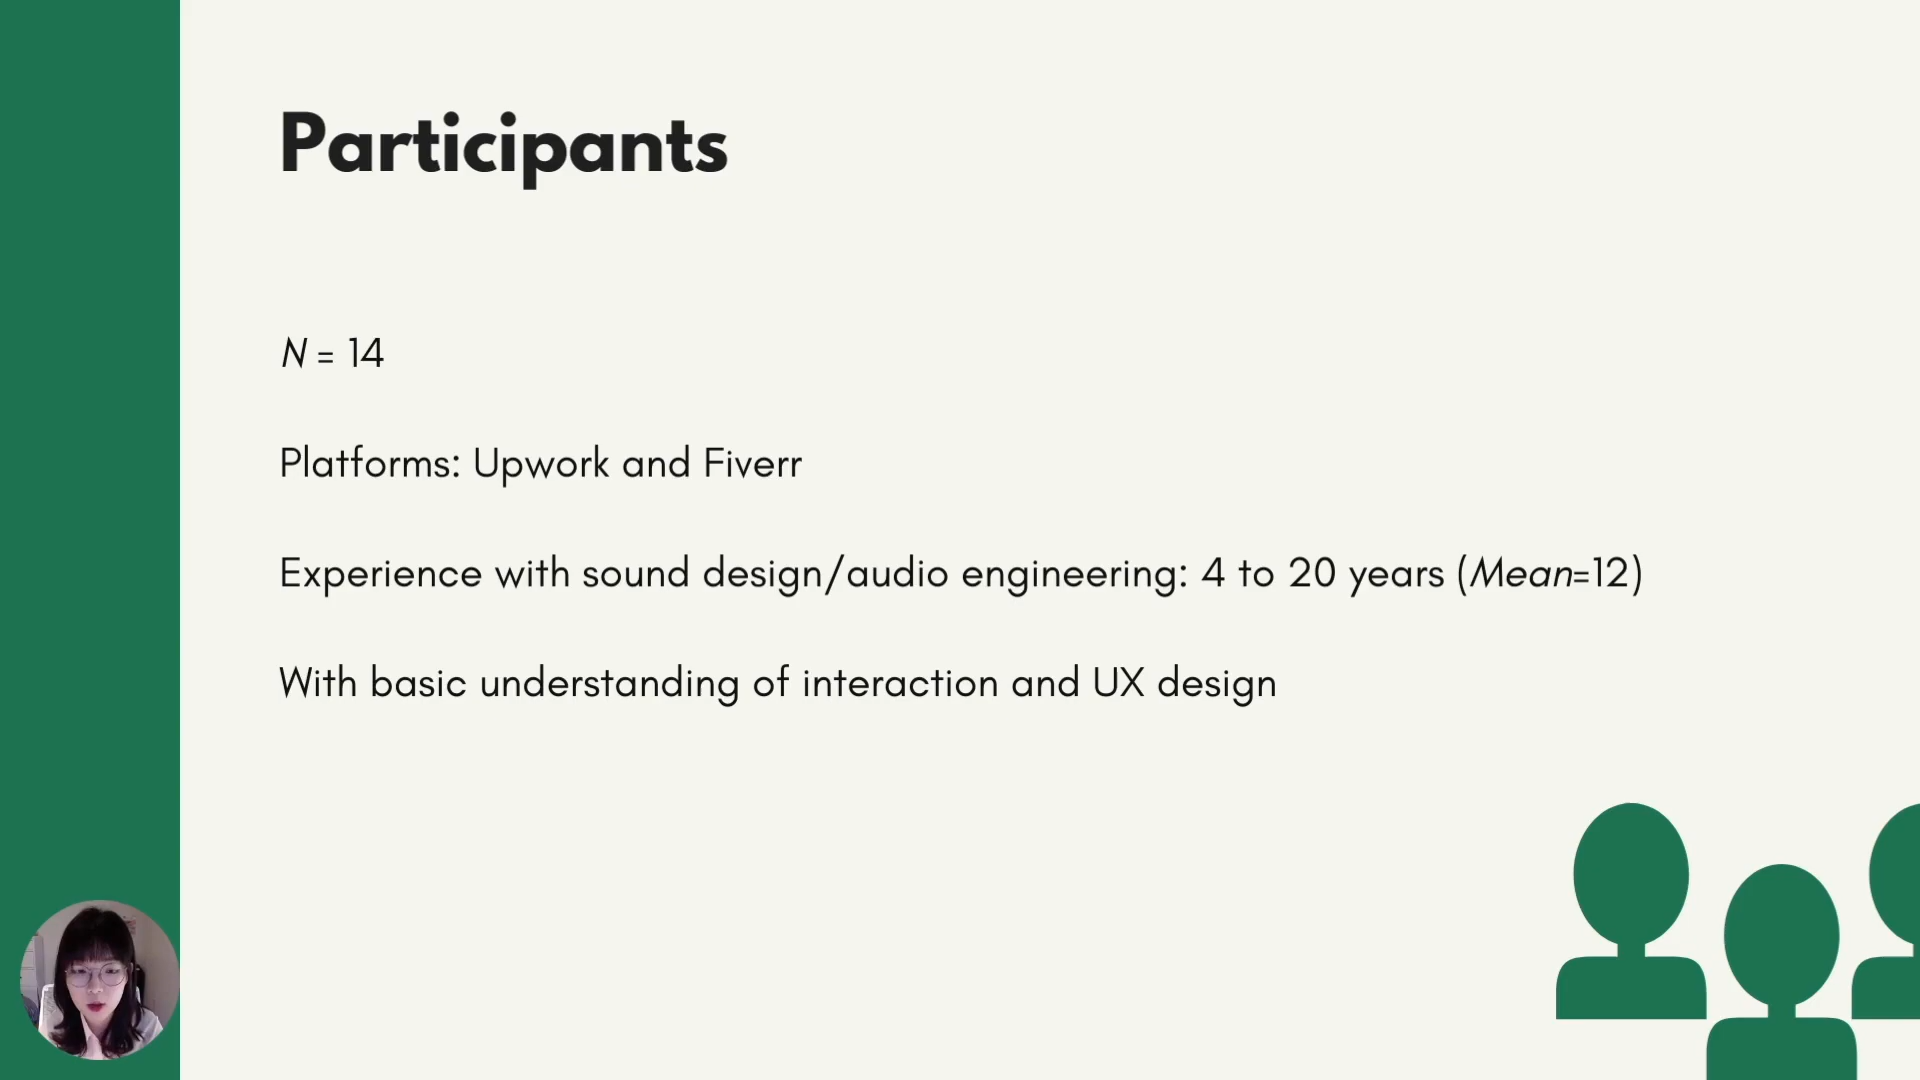 Participants
N = 14
Platforms: Upwork and Fiverr
Experience with sound design/audio engineering: 4 to 20 years (Mean=12)
With basic understanding of interaction and UX design